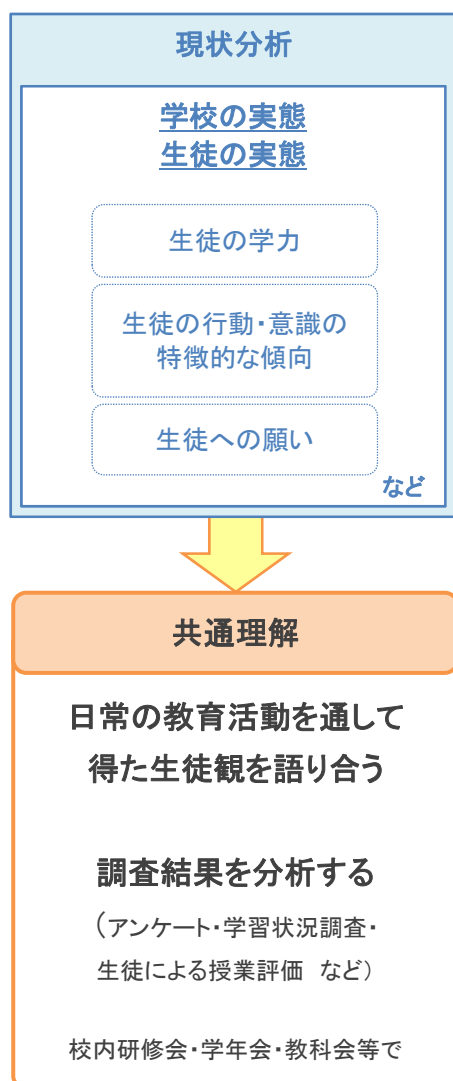 現状分析
学校の実態
生徒の実態
生徒の学力
生徒の行動・意識の
特徴的な傾向
生徒への願い
など
共通理解
日常の教育活動を通して
得た生徒観を語り合う
調査結果を分析する
（アンケート・学習状況調査・
生徒による授業評価　など）
校内研修会・学年会・教科会等で